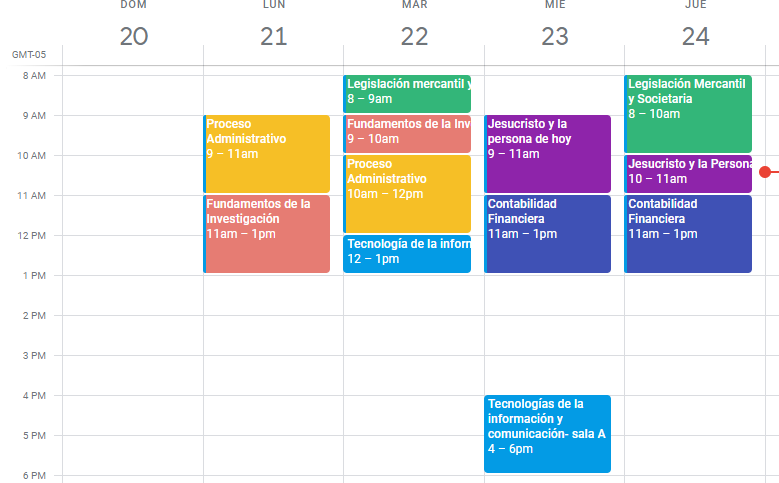 DOM LUN MAR MIE JUE
20 21 22 23 24
GMT-05
8 AM
9 AM
10 AM
11 AM
12 PM
1 PM
2 PM
3 PM
4 PM
5 PM
6 PM
Proceso
Administrativo
9 – 11am
Fundamentos de la
Investigación
11am – 1pm
Legislación mercantil y
8 – 9am
Fundamentos de la Inv
9 – 10am
Proceso
Administrativo
10am – 12pm
Tecnología de la inform
12 – 1pm
Jesucristo y la
persona de hoy
9 – 11am
Contabilidad
Financiera
11am – 1pm
Tecnologías de la
información y
comunicación- sala A
4 – 6pm
Legislación Mercantil
y Societaria
8 – 10am
Jesucristo y la Persona
10 – 11am
Contabilidad
Financiera
11am – 1pm